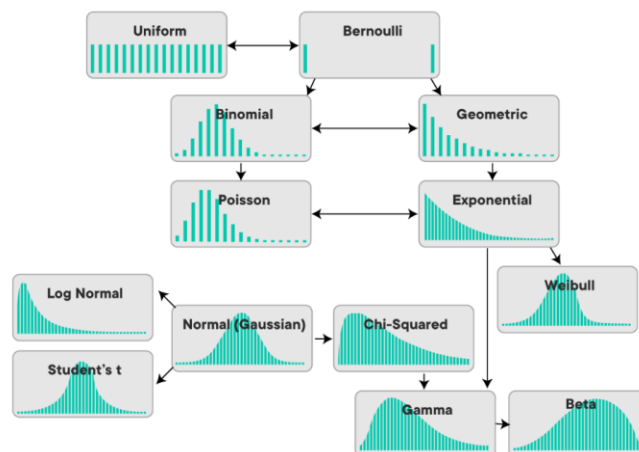 Uniform
Bernoulli
Binomial
Geometric
Poisson
Exponential
Log Normal
Weibull
Normal (Gaussian)
Chi-Squared
Student's t
Gamma
Beta